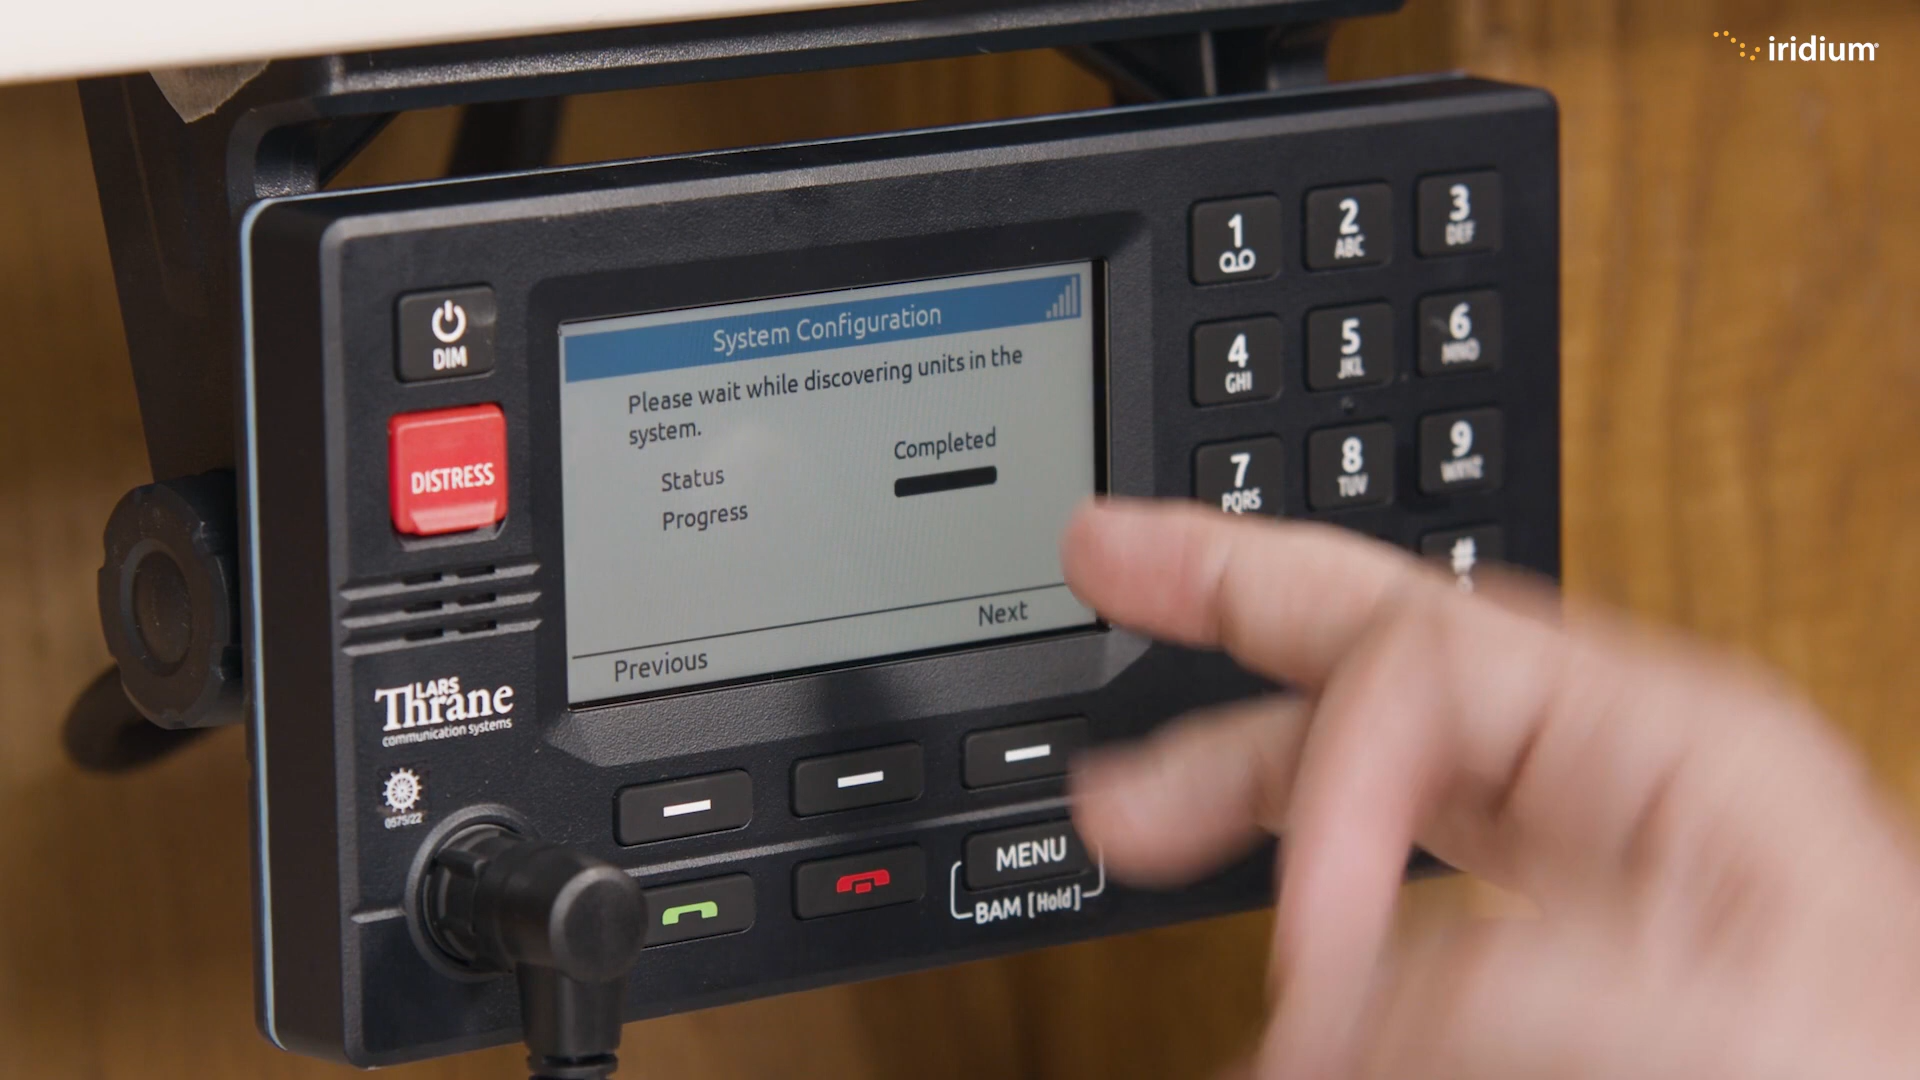 iridium
System Configuration
Please wait while discovering units in the
system.
Status Completed
Progress
Previous Next
DIM
DISTRESS
LARS
Thrane
communication systems
0575/22
MENU
BAM [Hold]
1
2
ABC
3
DEF
4
GHI
5
JKL
6
MNO
7
PQRS
8
TUV
9
WXYZ
#